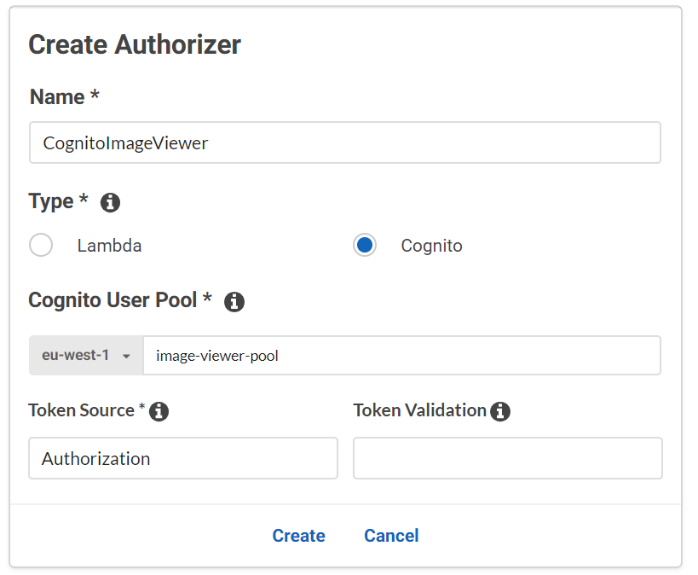 Create Authorizer
Name *
CognitoImageViewer
Type *
Lambda Cognito
Cognito User Pool *
eu-west-1 image-viewer-pool
Token Source * Token Validation
Authorization
Create Cancel